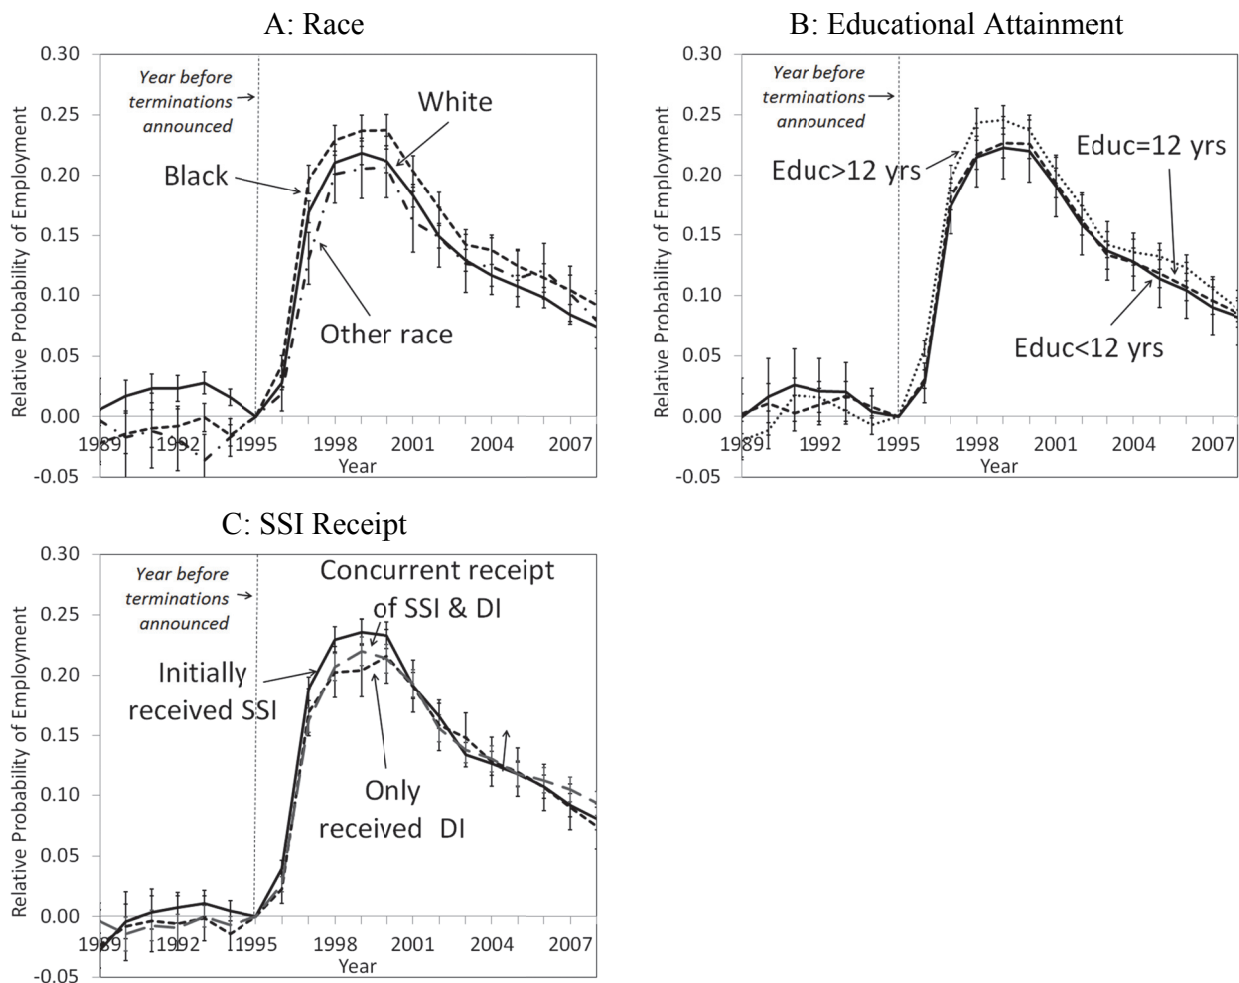 A: Race
0.30
0.25
0.20
0.15
0.10
0.05
0.00
-0.05
Relative Probability of Employment
Year before
terminations
announced
White
Black
Other race
1989 1992 1995 1998 2001 2004 2007
Year
B: Educational Attainment
0.30
0.25
0.20
0.15
0.10
0.05
0.00
-0.05
Relative Probability of Employment
Year before
terminations
announced
Educ=12 yrs
Educ>12 yrs
Educ<12 yrs
1989 1992 1995 1998 2001 2004 2007
Year
C: SSI Receipt
0.30
0.25
0.20
0.15
0.10
0.05
0.00
-0.05
Relative Probability of Employment
Year before
terminations
announced
Concurrent receipt
of SSI & DI
Initially
received SSI
Only
received DI
1989 1992 1995 1998 2001 2004 2007
Year